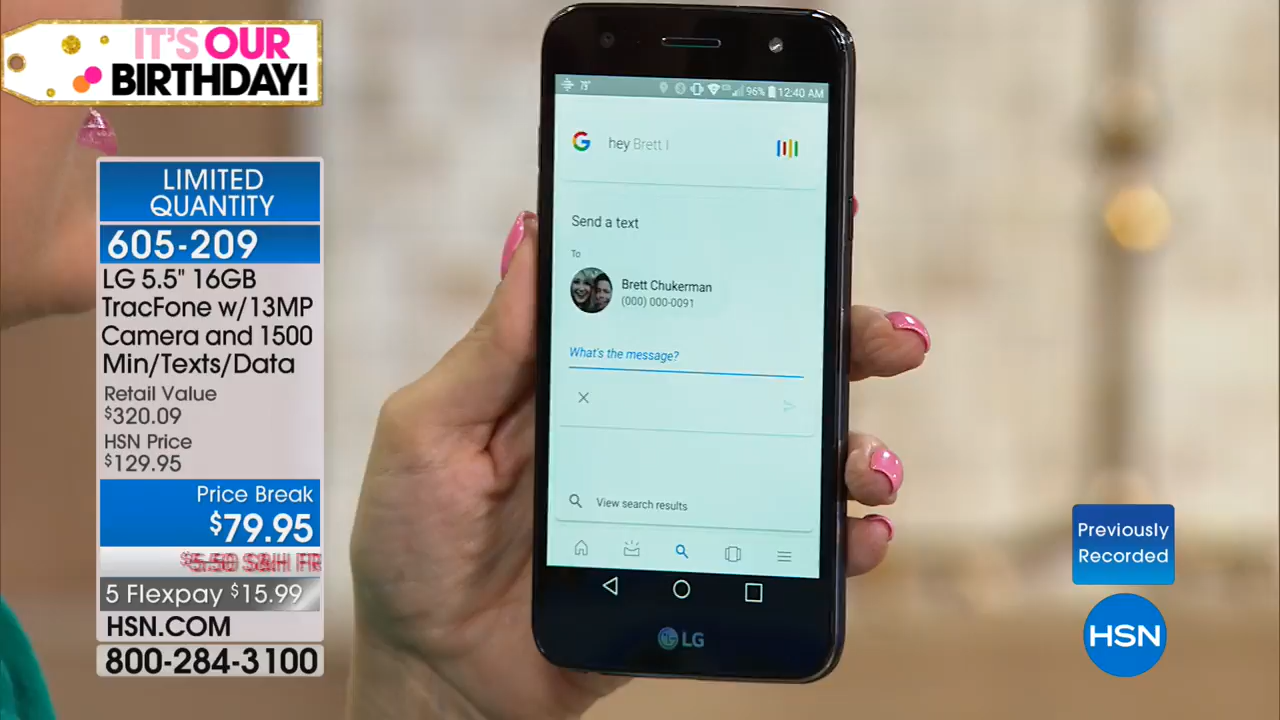 IT'S OUR
BIRTHDAY!
LIMITED
QUANTITY
605-209
LG 5.5" 16GB
TracFone w/13MP
Camera and 1500
Min/Texts/Data
Retail Value
$320.09
HSN Price
$129.95
Price Break
$79.95
$5.50 S&H
5 Flexpay $15.99
HSN.COM
800-284-3100
75°
96%
12:40 AM
G
hey Brett I
Send a text
To
Brett Chukerman
(000) 000-0091
What's the message?
View search results
LG
Previously
Recorded
HSN